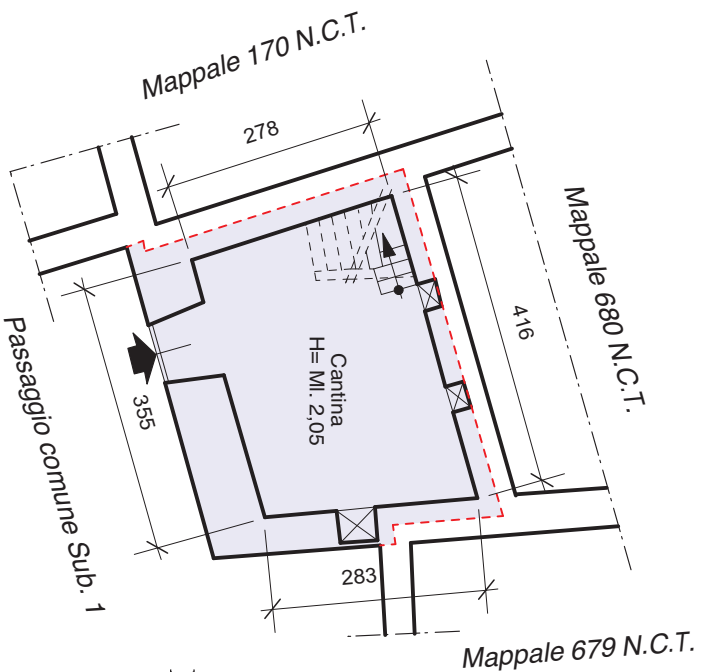 Mappale 170 N.C.T.
278
Mappale 680 N.C.T.
416
Cantina
H= Ml. 2,05
355
Passaggio comune Sub. 1
283
Mappale 679 N.C.T.